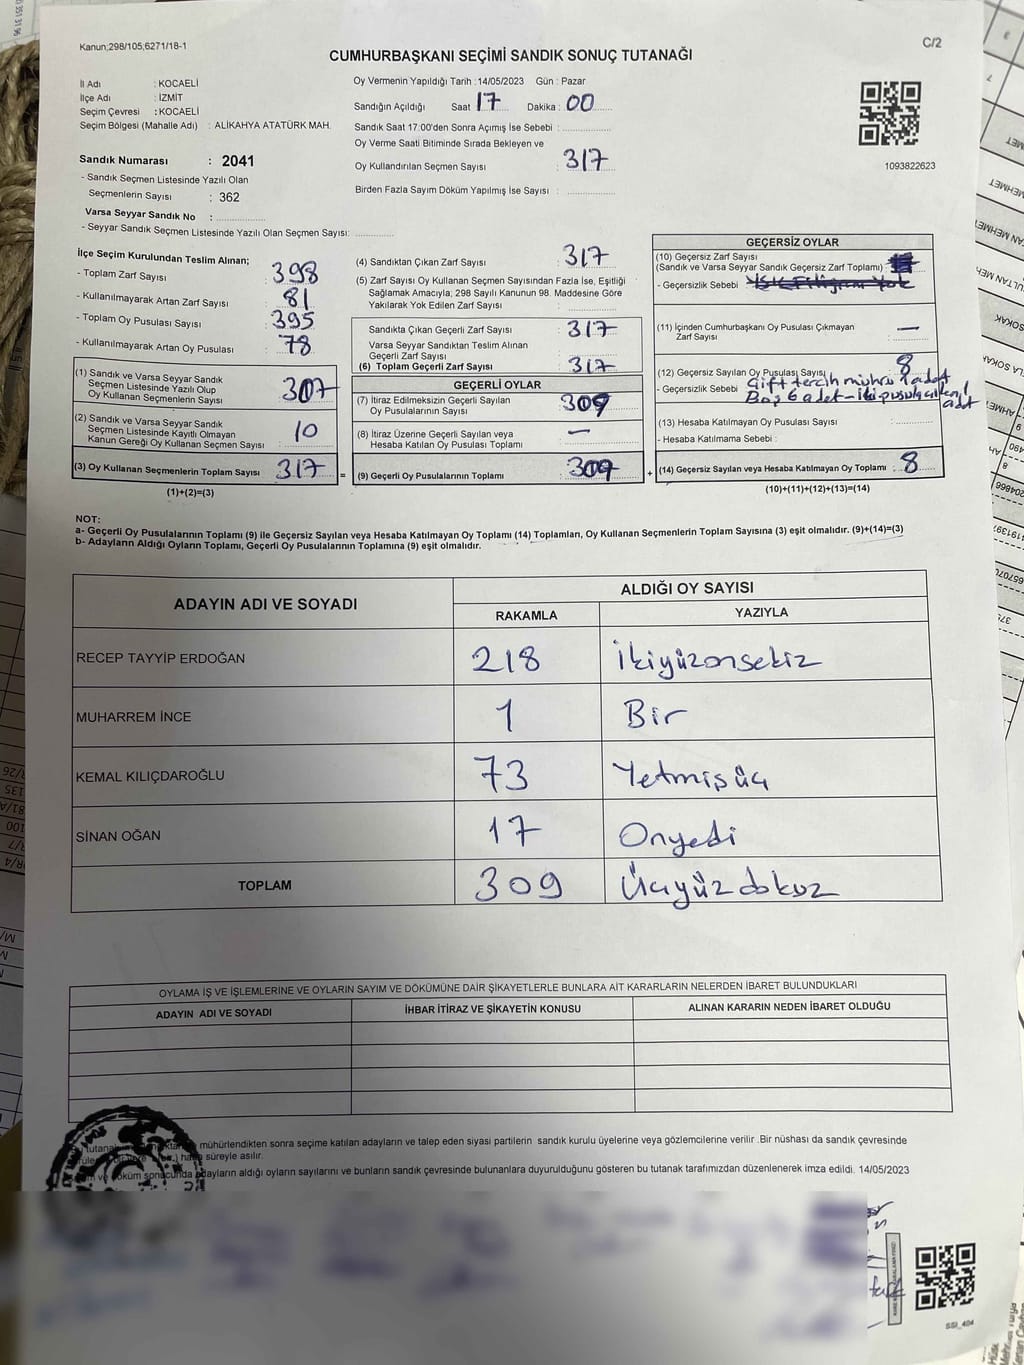 Kanun;298/105;6271/18-1
C/2
CUMHURBAŞKANI SEÇİMİ SANDIK SONUÇ TUTANAĞI
İl Adı : KOCAELİ
İlçe Adı : İZMİT
Seçim Çevresi : KOCAELİ
Seçim Bölgesi (Mahalle Adı) : ALİKAHYA ATATÜRK MAH.
Sandık Numarası : 2041
- Sandık Seçmen Listesinde Yazılı Olan
Seçmenlerin Sayısı : 362
Varsa Seyyar Sandık No :
- Seyyar Sandık Seçmen Listesinde Yazılı Olan Seçmen Sayısı:
Oy Vermenin Yapıldığı Tarih : 14/05/2023 Gün : Pazar
Sandığın Açıldığı Saat 17 Dakika : 00
Sandık Saat 17:00'den Sonra Açımış İse Sebebi :
Oy Verme Saati Bitiminde Sırada Bekleyen ve
Oy Kullandırılan Seçmen Sayısı : 317
Birden Fazla Sayım Döküm Yapılmış İse Sayısı :
1093822623
İlçe Seçim Kurulundan Teslim Alınan;
- Toplam Zarf Sayısı : 398
- Kullanılmayarak Artan Zarf Sayısı : 81
- Toplam Oy Pusulası Sayısı : 395
- Kullanılmayarak Artan Oy Pusulası : 78
(1) Sandık ve Varsa Seyyar Sandık
Seçmen Listesinde Yazılı Olup
Oy Kullanan Seçmenlerin Sayısı : 307
(2) Sandık ve Varsa Seyyar Sandık
Seçmen Listesinde Kayıtlı Olmayan
Kanun Gereği Oy Kullanan Seçmen Sayısı : 10
(3) Oy Kullanan Seçmenlerin Toplam Sayısı : 317
(1)+(2)=(3)
(4) Sandıktan Çıkan Zarf Sayısı : 317
(5) Zarf Sayısı Oy Kullanan Seçmen Sayısından Fazla İse, Eşitliği
Sağlamak Amacıyla; 298 Sayılı Kanunun 98. Maddesine Göre
Yakılarak Yok Edilen Zarf Sayısı :
Sandıkta Çıkan Geçerli Zarf Sayısı : 317
Varsa Seyyar Sandıktan Teslim Alınan
Geçerli Zarf Sayısı :
(6) Toplam Geçerli Zarf Sayısı : 317
GEÇERLİ OYLAR
(7) İtiraz Edilmeksizin Geçerli Sayılan
Oy Pusulalarının Sayısı : 309
(8) İtiraz Üzerine Geçerli Sayılan veya
Hesaba Katılan Oy Pusulası Toplamı : —
= (9) Geçerli Oy Pusulalarının Toplamı : 309
GEÇERSİZ OYLAR
(10) Geçersiz Zarf Sayısı
(Sandık ve Varsa Seyyar Sandık Geçersiz Zarf Toplamı) :
- Geçersizlik Sebebi :
(11) İçinden Cumhurbaşkanı Oy Pusulası Çıkmayan
Zarf Sayısı : —
(12) Geçersiz Sayılan Oy Pusulası Sayısı : 8
- Geçersizlik Sebebi : Çift tercih mührü 1 adet
Boş 6 adet - iki pusula çıkan 1
adet
(13) Hesaba Katılmayan Oy Pusulası Sayısı :
- Hesaba Katılmama Sebebi :
+ (14) Geçersiz Sayılan veya Hesaba Katılmayan Oy Toplamı : 8
(10)+(11)+(12)+(13)=(14)
NOT:
a- Geçerli Oy Pusulalarının Toplamı (9) ile Geçersiz Sayılan veya Hesaba Katılmayan Oy Toplamı (14) Toplamları, Oy Kullanan Seçmenlerin Toplam Sayısına (3) eşit olmalıdır. (9)+(14)=(3)
b- Adayların Aldığı Oyların Toplamı, Geçerli Oy Pusulalarının Toplamına (9) eşit olmalıdır.
ADAYIN ADI VE SOYADI
ALDIĞI OY SAYISI
RAKAMLA YAZIYLA
RECEP TAYYİP ERDOĞAN 218 İkiyüzonsekiz
MUHARREM İNCE 1 Bir
KEMAL KILIÇDAROĞLU 73 Yetmişüç
SİNAN OĞAN 17 Onyedi
TOPLAM 309 Üçyüzdokuz
OYLAMA İŞ VE İŞLEMLERİNE VE OYLARIN SAYIM VE DÖKÜMÜNE DAİR ŞİKAYETLERLE BUNLARA AİT KARARLARIN NELERDEN İBARET BULUNDUKLARI
ADAYIN ADI VE SOYADI İHBAR İTİRAZ VE ŞİKAYETİN KONUSU ALINAN KARARIN NEDEN İBARET OLDUĞU
mühürlendikten sonra seçime katılan adayların ve talep eden siyasi partilerin sandık kurulu üyelerine veya gözlemcilerine verilir .Bir nüshası da sandık çevresinde
süreyle asılır.
adayların aldığı oyların sayılarını ve bunların sandık çevresinde bulunanlara duyurulduğunu gösteren bu tutanak tarafımızdan düzenlenerek imza edildi. 14/05/2023
SSI_404